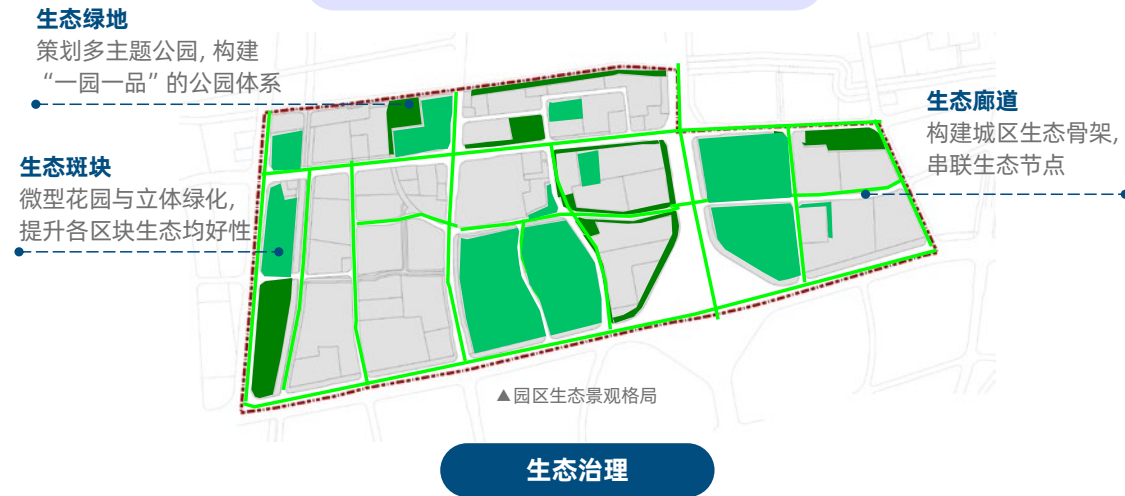 生态绿地
策划多主题公园, 构建
“一园一品”的公园体系
生态廊道
构建城区生态骨架,
串联生态节点
生态斑块
微型花园与立体绿化,
提升各区块生态均好性
▲园区生态景观格局
生态治理